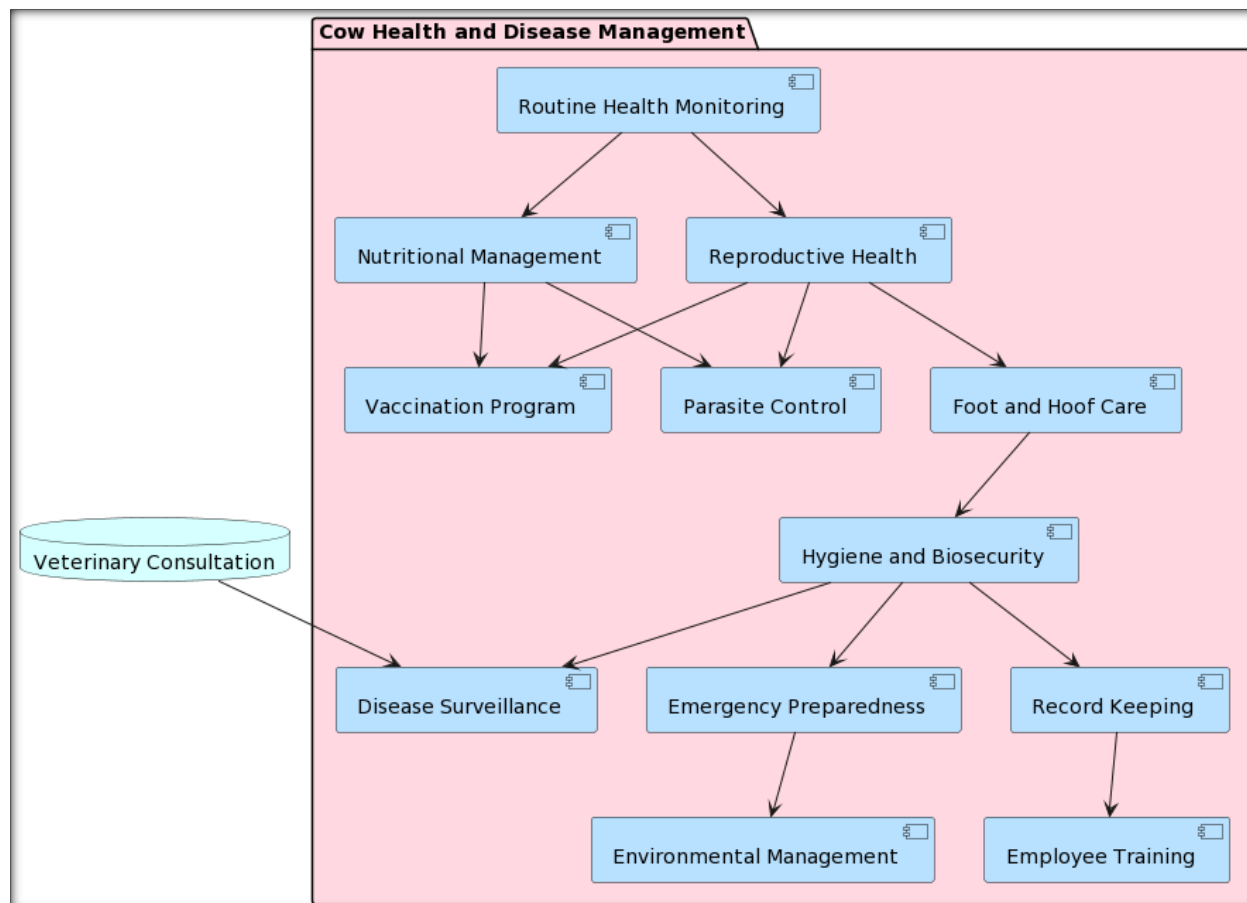 Cow Health and Disease Management
Routine Health Monitoring
Nutritional Management
Reproductive Health
Vaccination Program
Parasite Control
Foot and Hoof Care
Veterinary Consultation
Hygiene and Biosecurity
Disease Surveillance
Emergency Preparedness
Record Keeping
Environmental Management
Employee Training